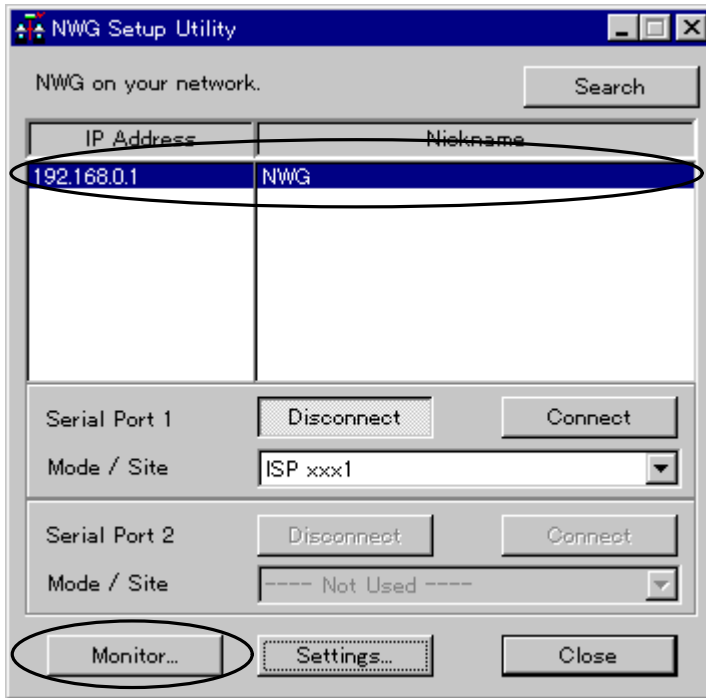 NWG Setup Utility
NWG on your network.
Search
IP Address Nickname
192.168.0.1 NWG
Serial Port 1 Disconnect Connect
Mode / Site ISP xxx1
Serial Port 2 Disconnect Connect
Mode / Site ---- Not Used ----
Monitor... Settings... Close